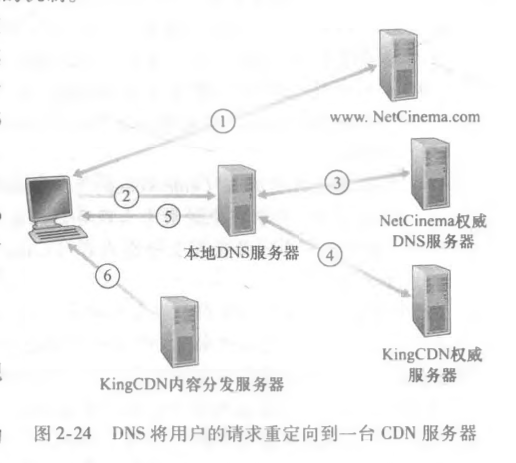 ①
www. NetCinema.com
②
③
⑤
NetCinema权威
DNS服务器
本地DNS服务器
④
⑥
KingCDN权威
服务器
KingCDN内容分发服务器
图 2-24 DNS 将用户的请求重定向到一台 CDN 服务器